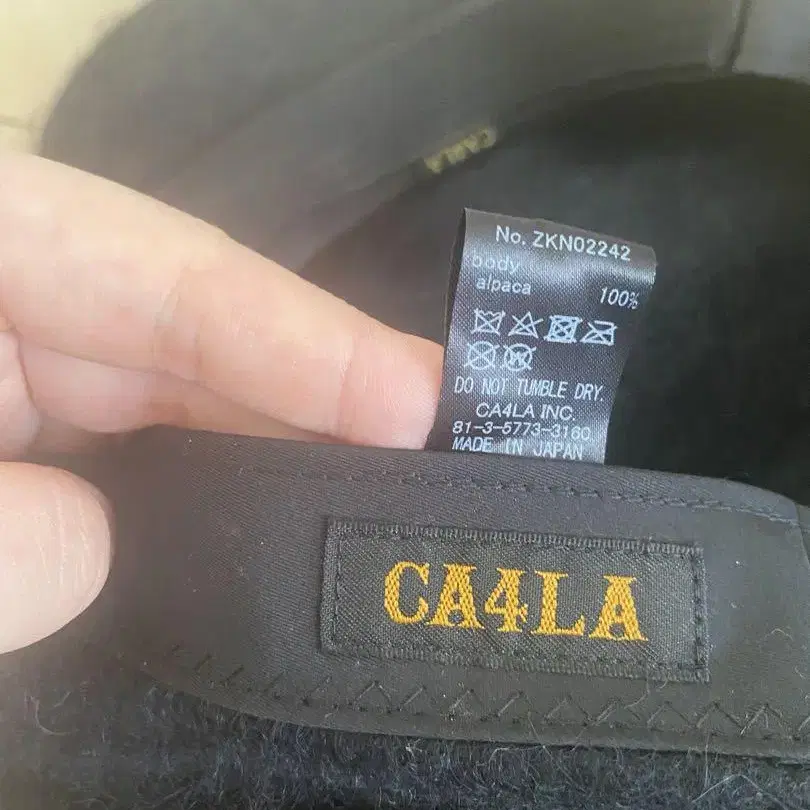 CA4LA
No. ZKN02242
body
alpaca 100%
DO NOT TUMBLE DRY.
CA4LA INC.
81-3-5773-3160
MADE IN JAPAN
CA4LA